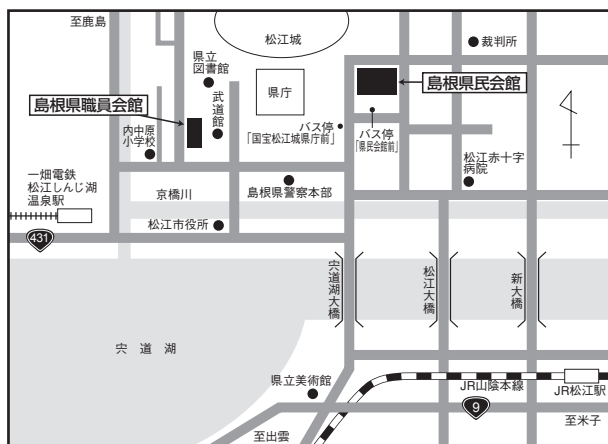 至鹿島
松江城
裁判所
県立
図書館
島根県民会館
県庁
島根県職員会館
武道館
バス停
「国宝松江城県庁前」
バス停
「県民会館前」
内中原
小学校
松江赤十字
病院
一畑電鉄
松江しんじ湖
温泉駅
京橋川
島根県警察本部
松江市役所
431
宍道湖大橋
松江大橋
新大橋
宍道湖
県立美術館
JR山陰本線
JR松江駅
9
至米子
至出雲